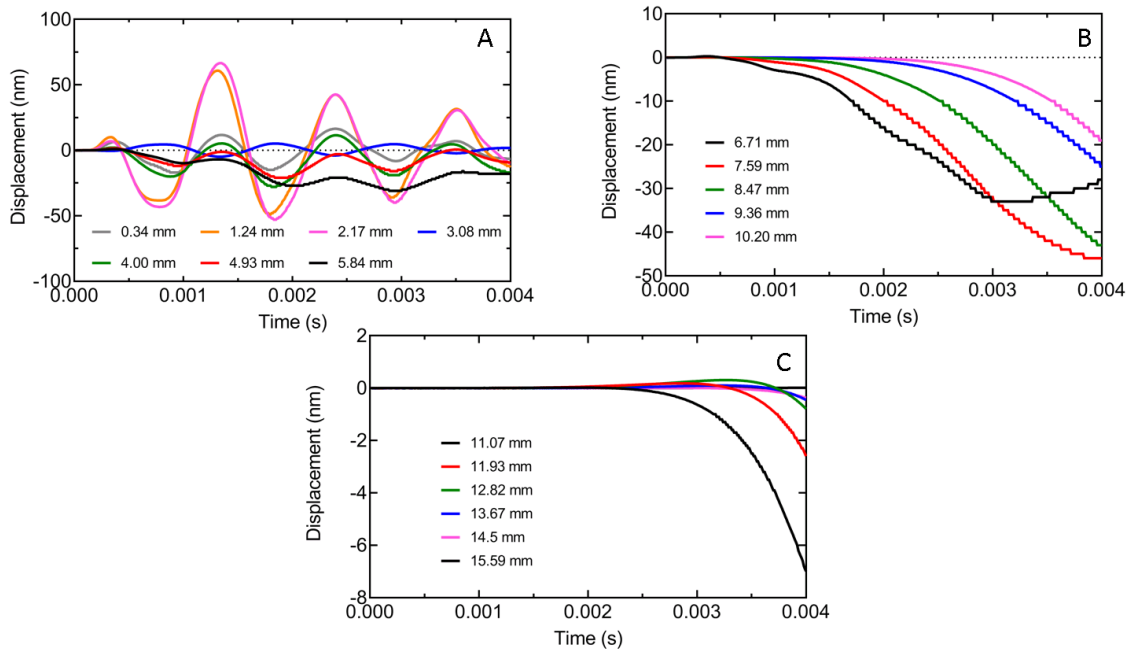 A
100
50
0
-50
-100
Displacement (nm)
0.34 mm 1.24 mm 2.17 mm 3.08 mm
4.00 mm 4.93 mm 5.84 mm
0.000 0.001 0.002 0.003 0.004
Time (s)
B
10
0
-10
-20
-30
-40
-50
Displacement (nm)
6.71 mm
7.59 mm
8.47 mm
9.36 mm
10.20 mm
0.000 0.001 0.002 0.003 0.004
Time (s)
C
2
0
-2
-4
-6
-8
Displacement (nm)
11.07 mm
11.93 mm
12.82 mm
13.67 mm
14.5 mm
15.59 mm
0.000 0.001 0.002 0.003 0.004
Time (s)